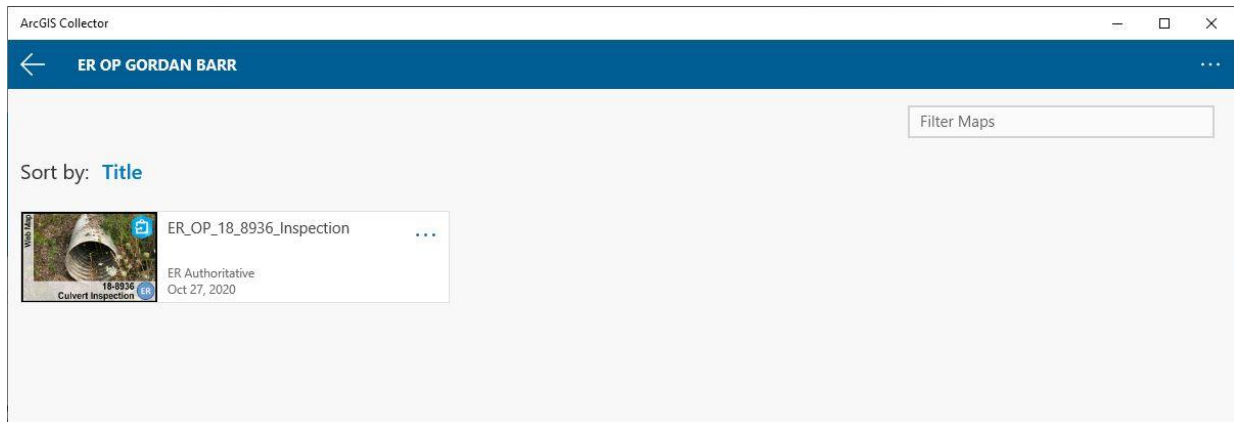 ArcGIS Collector
ER OP GORDAN BARR
Filter Maps
Sort by: Title
Web Map
18-8936
Culvert Inspection
ER
ER_OP_18_8936_Inspection
ER Authoritative
Oct 27, 2020